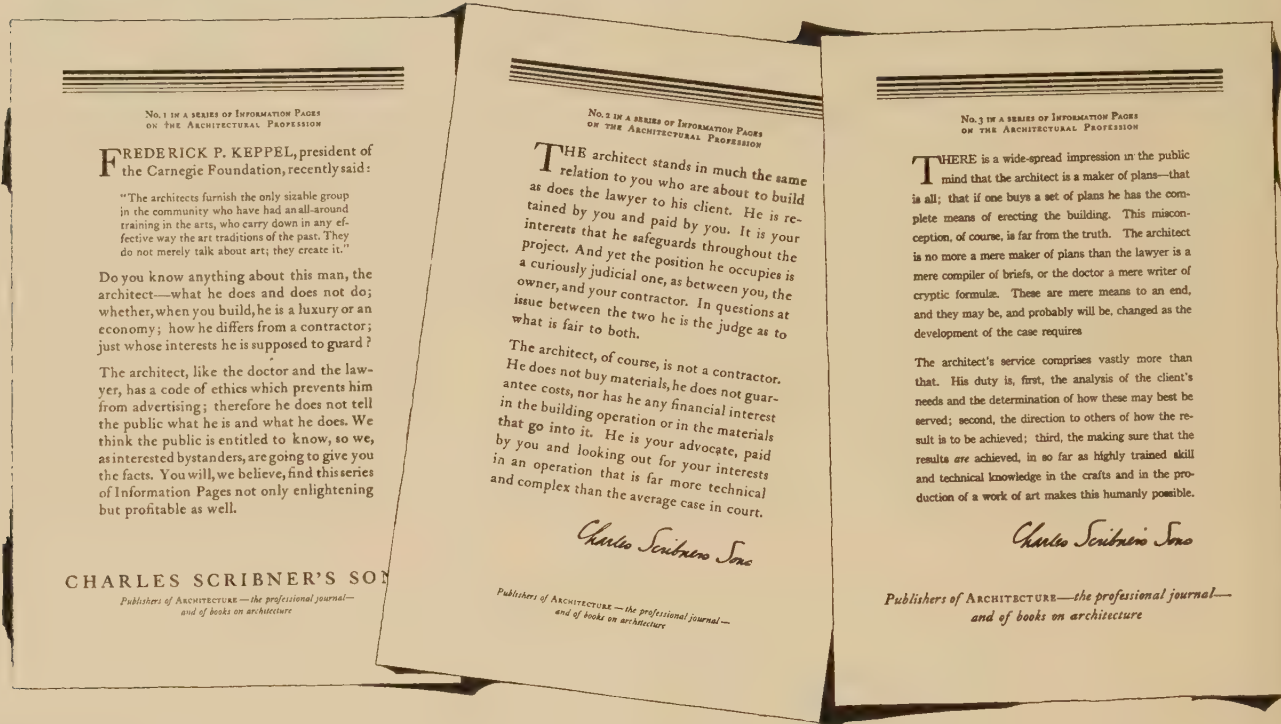 No. 1 in a series of Information Pages
on the Architectural Profession
FREDERICK P. KEPPEL, president of
the Carnegie Foundation, recently said:
"The architects furnish the only sizable group
in the community who have had an all-around
training in the arts, who carry down in any ef-
fective way the art traditions of the past. They
do not merely talk about art; they create it."
Do you know anything about this man, the
architect—what he does and does not do;
whether, when you build, he is a luxury or an
economy; how he differs from a contractor;
just whose interests he is supposed to guard?
The architect, like the doctor and the law-
yer, has a code of ethics which prevents him
from advertising; therefore he does not tell
the public what he is and what he does. We
think the public is entitled to know, so we,
as interested bystanders, are going to give you
the facts. You will, we believe, find this series
of Information Pages not only enlightening
but profitable as well.
CHARLES SCRIBNER'S SON
Publishers of Architecture—the professional journal—
and of books on architecture
No. 2 in a series of Information Pages
on the Architectural Profession
THE architect stands in much the same
relation to you who are about to build
as does the lawyer to his client. He is re-
tained by you and paid by you. It is your
interests that he safeguards throughout the
project. And yet the position he occupies is
a curiously judicial one, as between you, the
owner, and your contractor. In questions at
issue between the two he is the judge as to
what is fair to both.
The architect, of course, is not a contractor.
He does not buy materials, he does not guar-
antee costs, nor has he any financial interest
in the building operation or in the materials
that go into it. He is your advocate, paid
by you and looking out for your interests
in an operation that is far more technical
and complex than the average case in court.
Charles Scribners Sons
Publishers of Architecture—the professional journal—
and of books on architecture
No. 3 in a series of Information Pages
on the Architectural Profession
THERE is a wide-spread impression in the public
mind that the architect is a maker of plans—that
is all; that if one buys a set of plans he has the com-
plete means of erecting the building. This miscon-
ception, of course, is far from the truth. The architect
is no more a mere maker of plans than the lawyer is a
mere compiler of briefs, or the doctor a mere writer of
cryptic formulæ. These are mere means to an end,
and they may be, and probably will be, changed as the
development of the case requires
The architect's service comprises vastly more than
that. His duty is, first, the analysis of the client's
needs and the determination of how these may best be
served; second, the direction to others of how the re-
sult is to be achieved; third, the making sure that the
results are achieved, in so far as highly trained skill
and technical knowledge in the crafts and in the pro-
duction of a work of art makes this humanly possible.
Charles Scribners Sons
Publishers of Architecture—the professional journal—
and of books on architecture